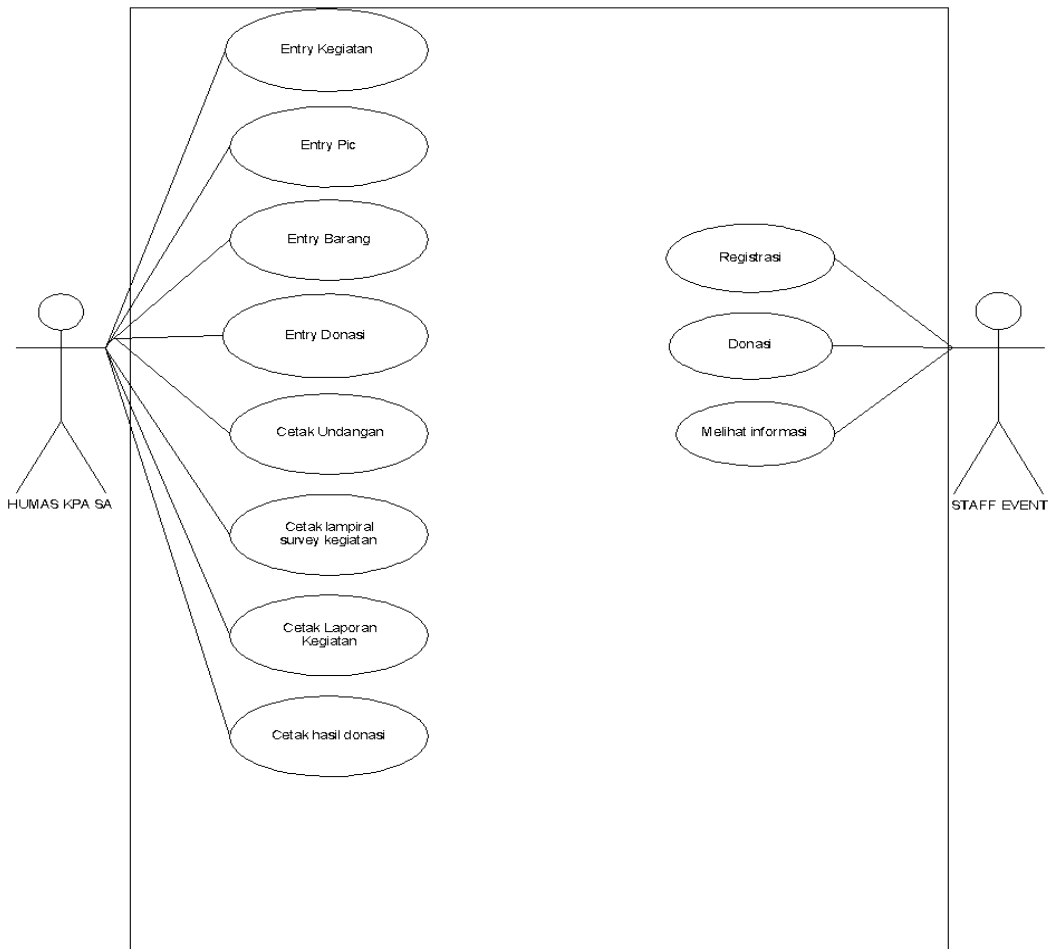 Entry Kegiatan
Entry Pic
Entry Barang
Entry Donasi
Cetak Undangan
Cetak lampiral
survey kegiatan
Cetak Laporan
Kegiatan
Cetak hasil donasi
HUMAS KPA SA
Registrasi
Donasi
Melihat informasi
STAFF EVENT